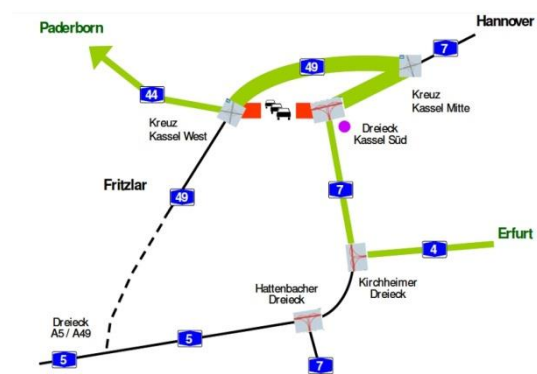 Hannover
Paderborn
7
49
44
Kreuz
Kassel West
Kreuz
Kassel Mitte
Dreieck
Kassel Süd
Fritzlar
49
7
Erfurt
4
Hattenbacher
Dreieck
Kirchheimer
Dreieck
Dreieck
A5 / A49
5
5
7